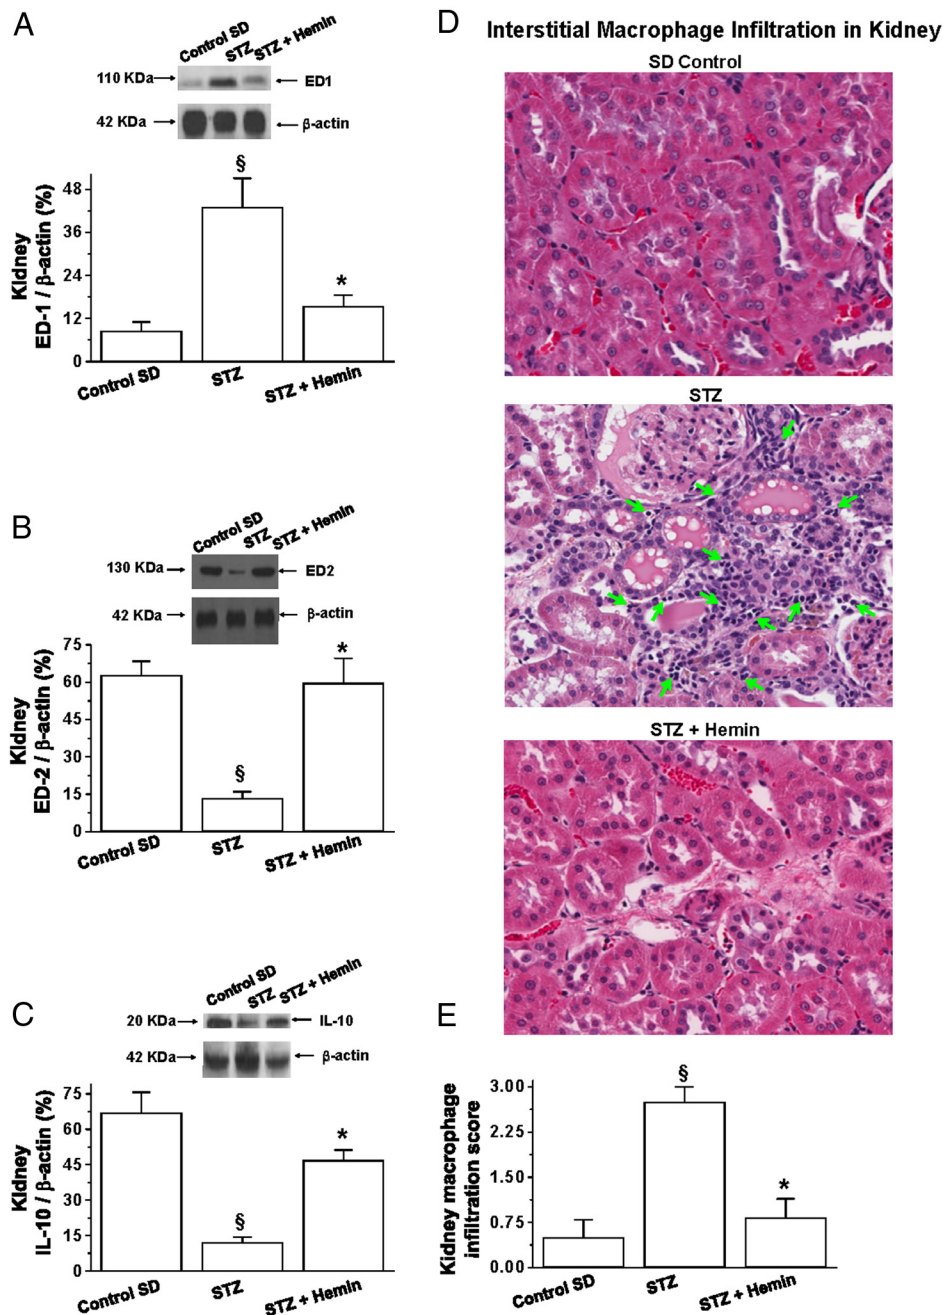 A
Control SD
STZ
STZ + Hemin
110 KDa
ED1
42 KDa
β-actin
Kidney
ED-1 / β-actin (%)
48
36
24
12
0
§
*
Control SD
STZ
STZ + Hemin
B
Control SD
STZ
STZ + Hemin
130 KDa
ED2
42 KDa
β-actin
Kidney
ED-2 / β-actin (%)
75
60
45
30
15
0
§
*
Control SD
STZ
STZ + Hemin
C
Control SD
STZ
STZ + Hemin
20 KDa
IL-10
42 KDa
β-actin
Kidney
IL-10 / β-actin (%)
75
60
45
30
15
0
§
*
Control SD
STZ
STZ + Hemin
D
Interstitial Macrophage Infiltration in Kidney
SD Control
STZ
STZ + Hemin
E
Kidney macrophage
infiltration score
3.00
2.25
1.50
0.75
0.00
§
*
Control SD
STZ
STZ + Hemin